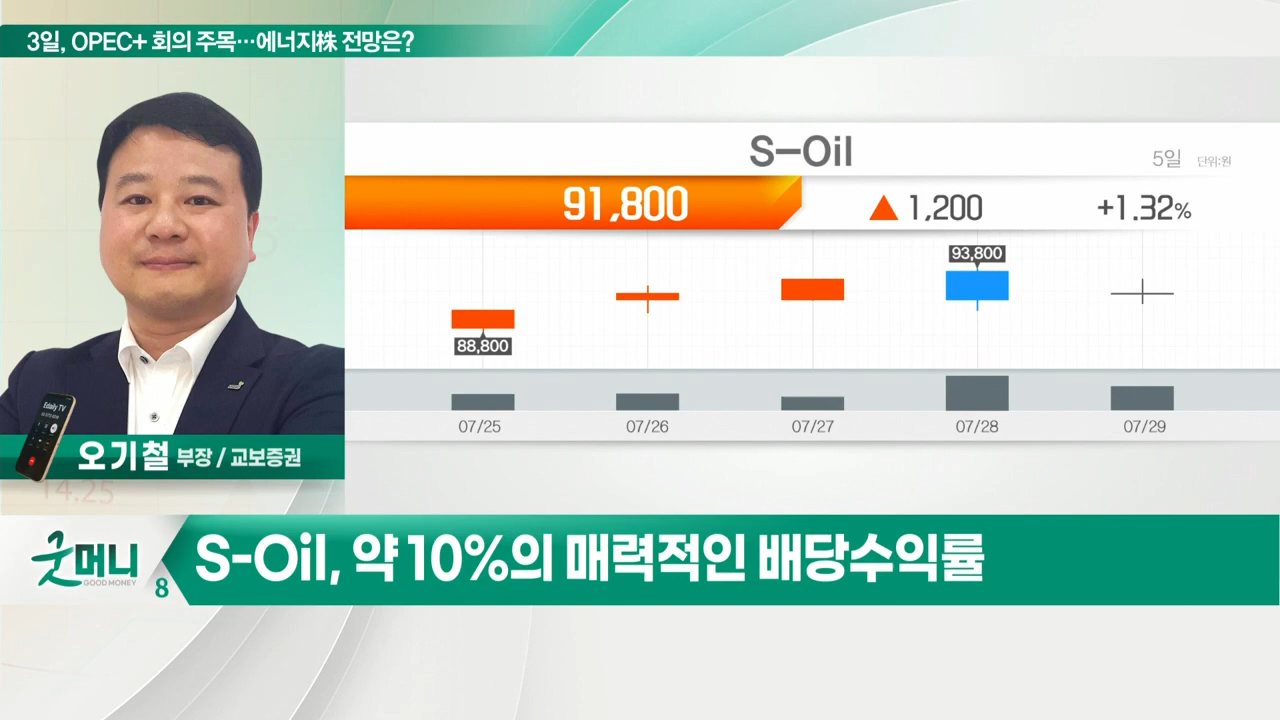 3일, OPEC+ 회의 주목…에너지株 전망은?
S-Oil
5일 단위:원
91,800 ▲ 1,200 +1.32%
93,800
88,800
07/25 07/26 07/27 07/28 07/29
Edaily TV
오기철 부장 / 교보증권
14.25
굿머니
GOOD MONEY
8
S-Oil, 약 10%의 매력적인 배당수익률